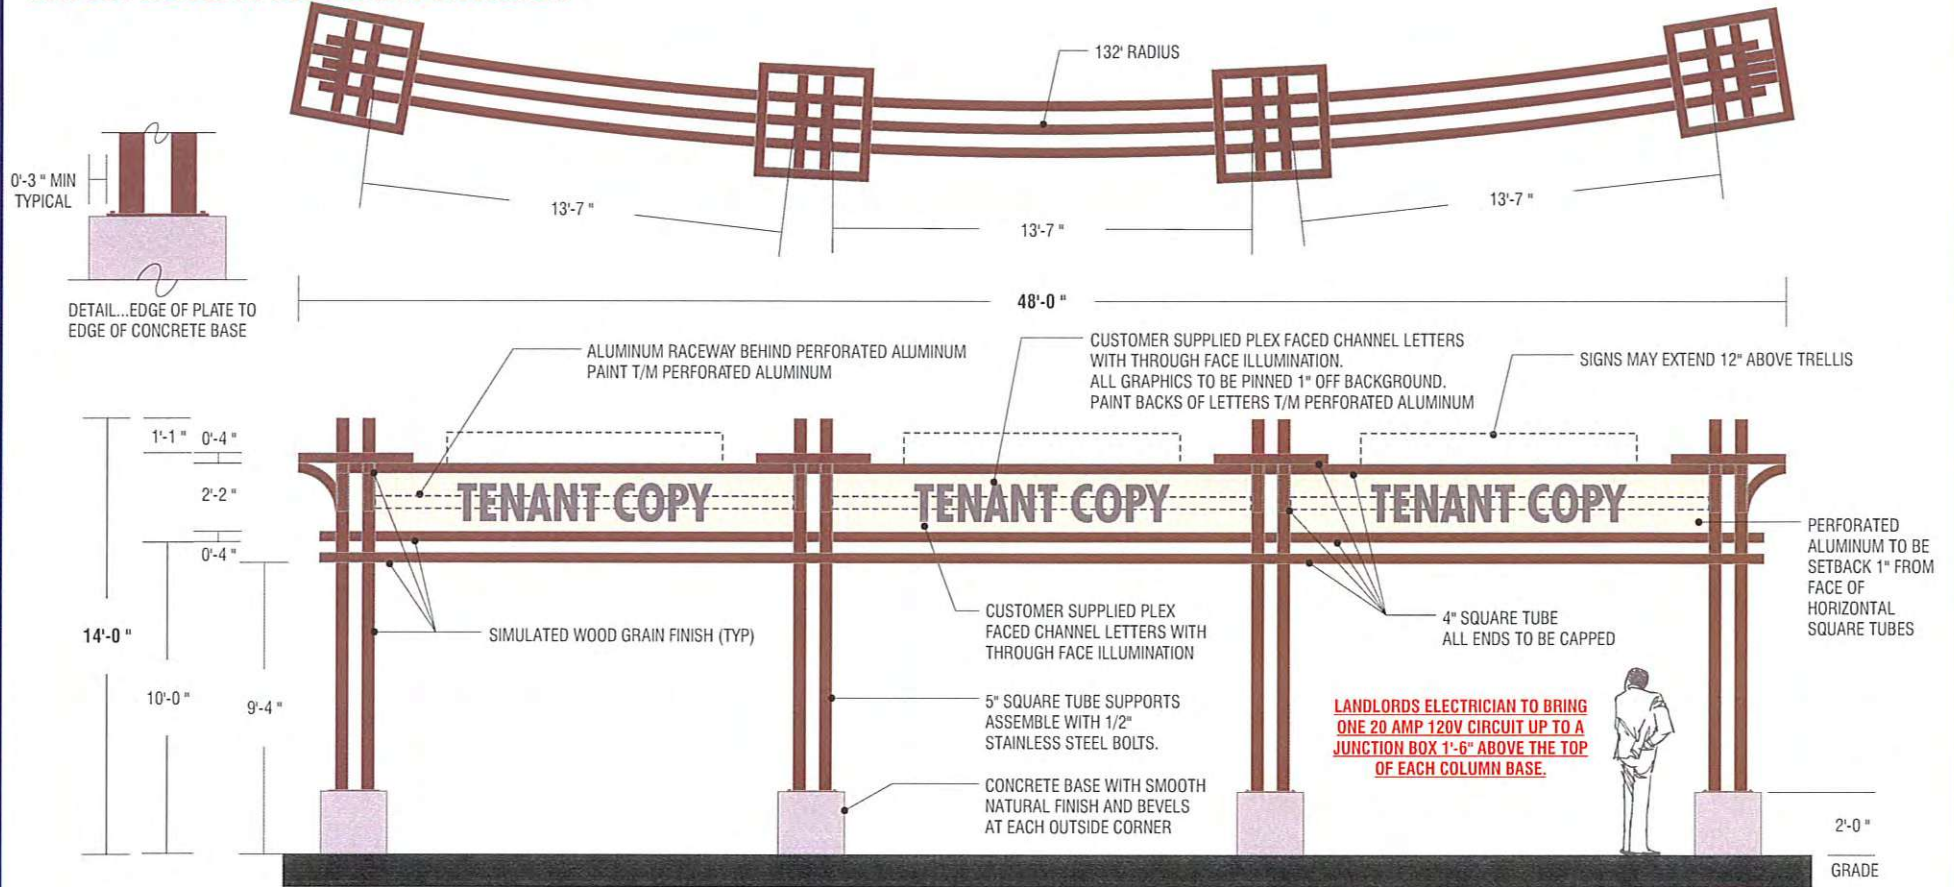 132' RADIUS
0'-3 " MIN
TYPICAL
13'-7 "
13'-7 "
13'-7 "
DETAIL...EDGE OF PLATE TO
EDGE OF CONCRETE BASE
48'-0 "
ALUMINUM RACEWAY BEHIND PERFORATED ALUMINUM
PAINT T/M PERFORATED ALUMINUM
CUSTOMER SUPPLIED PLEX FACED CHANNEL LETTERS
WITH THROUGH FACE ILLUMINATION.
ALL GRAPHICS TO BE PINNED 1" OFF BACKGROUND.
PAINT BACKS OF LETTERS T/M PERFORATED ALUMINUM
SIGNS MAY EXTEND 12" ABOVE TRELLIS
1'-1 "
0'-4 "
2'-2 "
0'-4 "
TENANT COPY
TENANT COPY
TENANT COPY
PERFORATED
ALUMINUM TO BE
SETBACK 1" FROM
FACE OF
HORIZONTAL
SQUARE TUBES
14'-0 "
10'-0 "
9'-4 "
SIMULATED WOOD GRAIN FINISH (TYP)
CUSTOMER SUPPLIED PLEX
FACED CHANNEL LETTERS WITH
THROUGH FACE ILLUMINATION
4" SQUARE TUBE
ALL ENDS TO BE CAPPED
5" SQUARE TUBE SUPPORTS
ASSEMBLE WITH 1/2"
STAINLESS STEEL BOLTS.
LANDLORDS ELECTRICIAN TO BRING
ONE 20 AMP 120V CIRCUIT UP TO A
JUNCTION BOX 1'-6" ABOVE THE TOP
OF EACH COLUMN BASE.
CONCRETE BASE WITH SMOOTH
NATURAL FINISH AND BEVELS
AT EACH OUTSIDE CORNER
2'-0 "
GRADE